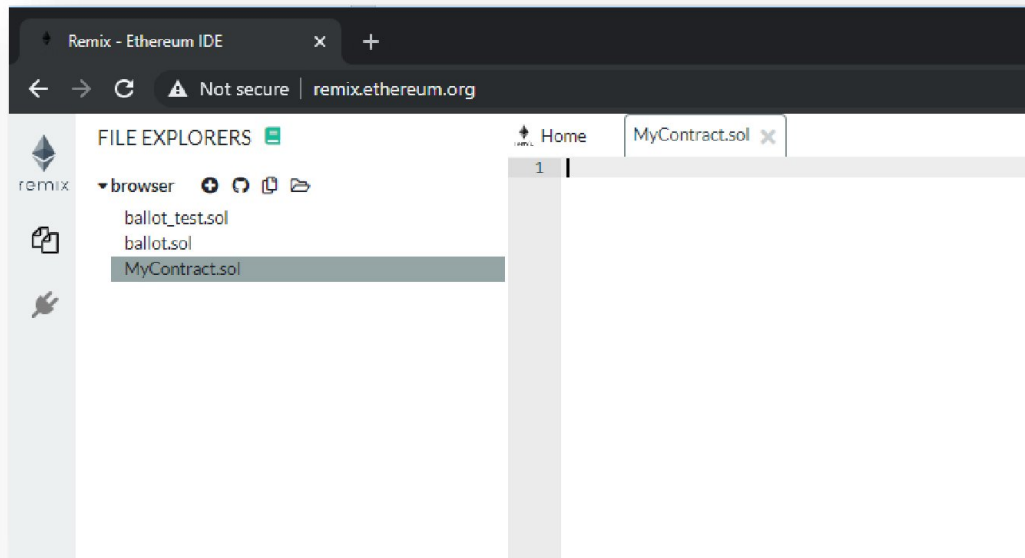 Remix - Ethereum IDE
Not secure | remix.ethereum.org
remix
FILE EXPLORERS
browser
ballot_test.sol
ballot.sol
MyContract.sol
Home
MyContract.sol
1